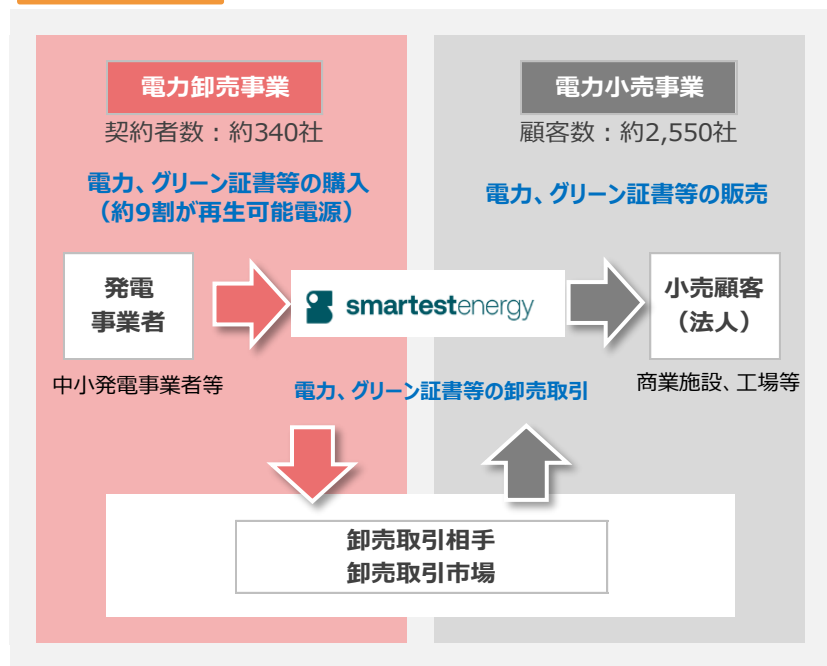 電力卸売事業
契約者数：約340社
電力、グリーン証書等の購入
（約9割が再生可能電源）
電力小売事業
顧客数：約2,550社
電力、グリーン証書等の販売
発電
事業者
中小発電事業者等
smartestenergy
小売顧客
（法人）
商業施設、工場等
電力、グリーン証書等の卸売取引
卸売取引相手
卸売取引市場